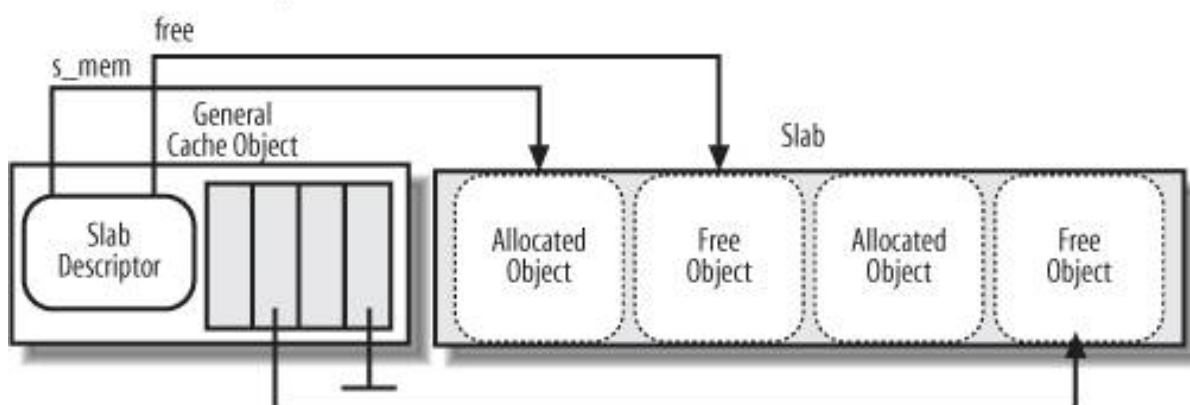 free
s_mem
General
Cache Object
Slab
Slab
Descriptor
Allocated
Object
Free
Object
Allocated
Object
Free
Object